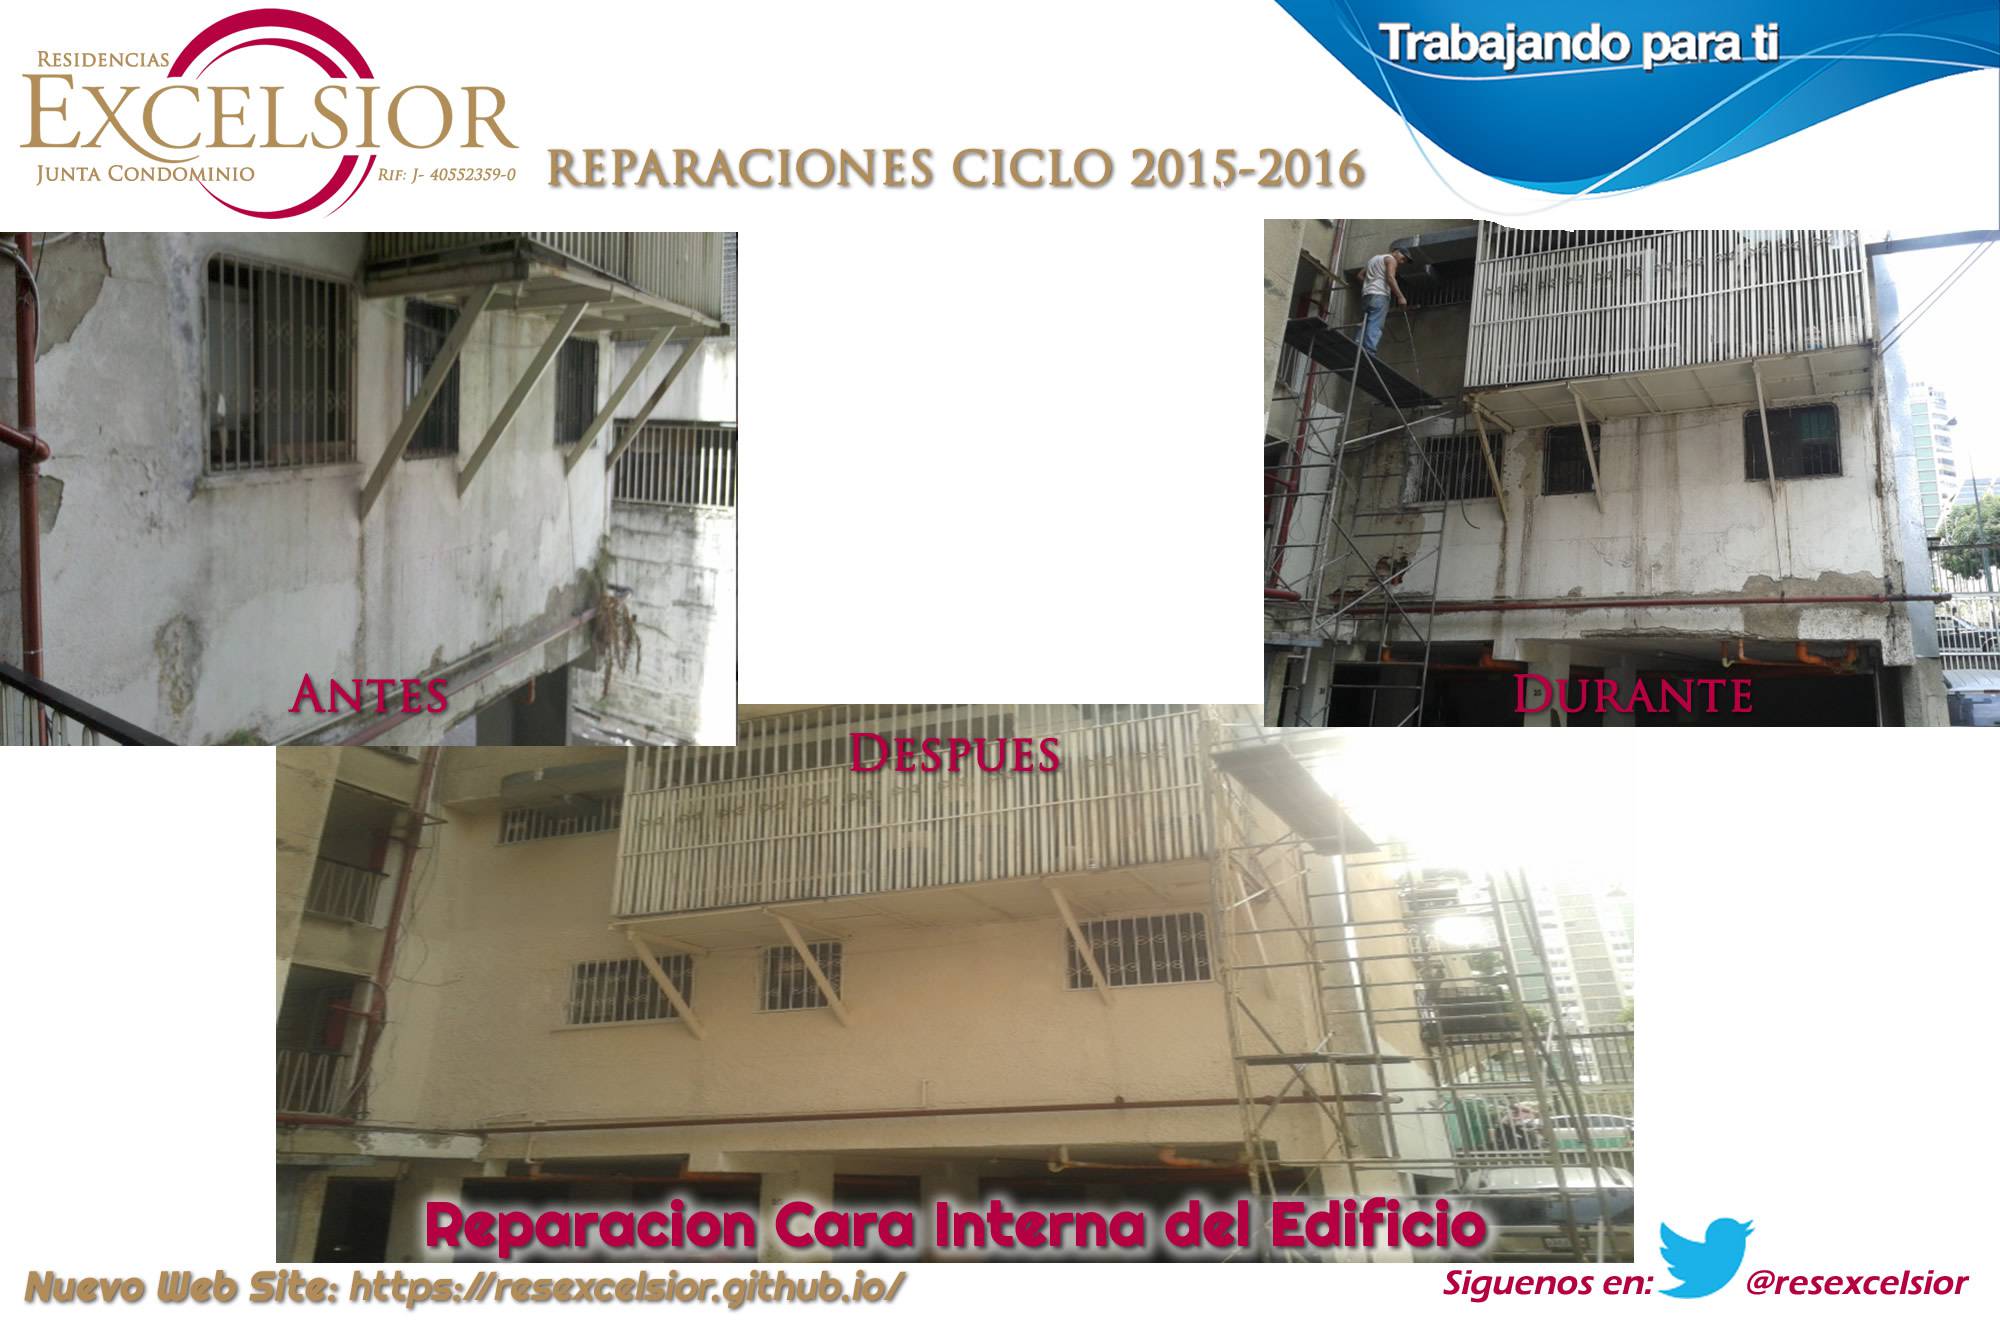 RESIDENCIAS
EXCELSIOR
JUNTA CONDOMINIO
RIF: J- 40552359-0
REPARACIONES CICLO 2015-2016
Trabajando para ti
ANTES
DURANTE
DESPUES
Reparacion Cara Interna del Edificio
Nuevo Web Site: https://resexcelsior.github.io/
Siguenos en: @resexcelsior